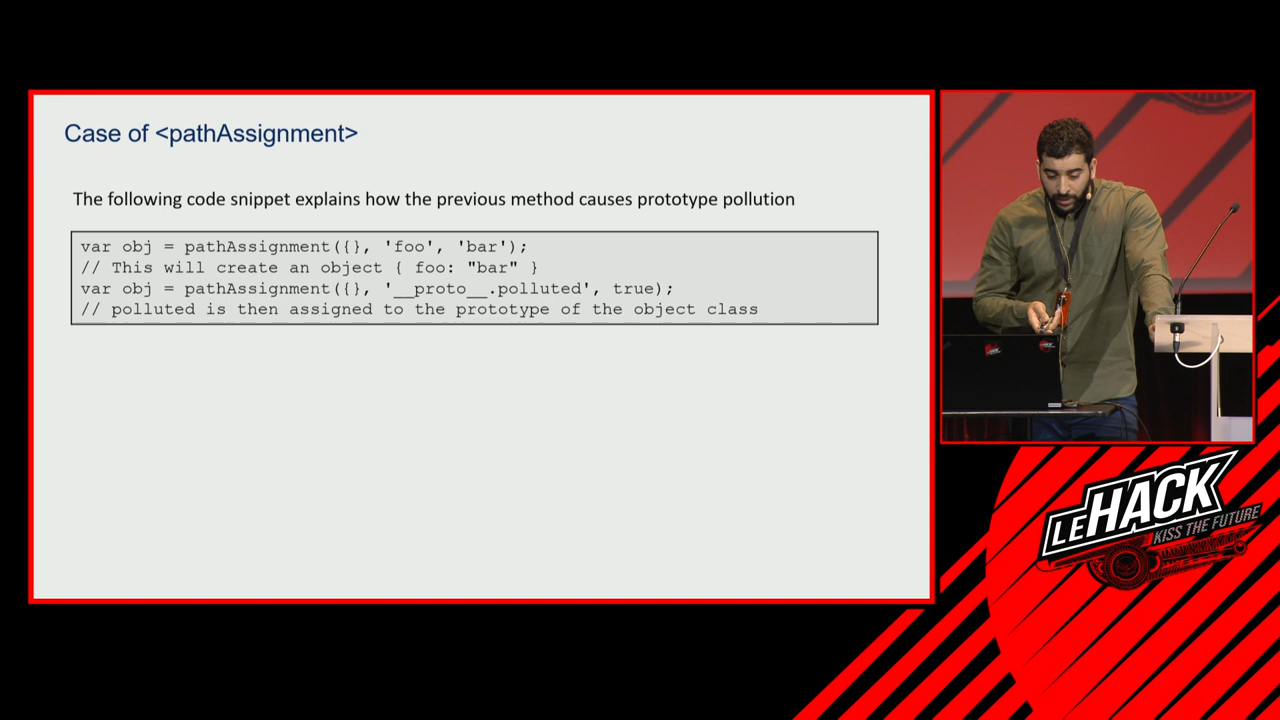 Case of <pathAssignment>
The following code snippet explains how the previous method causes prototype pollution
var obj = pathAssignment({}, 'foo', 'bar');
// This will create an object { foo: "bar" }
var obj = pathAssignment({}, '__proto__.polluted', true);
// polluted is then assigned to the prototype of the object class
LEHACK
KISS THE FUTURE